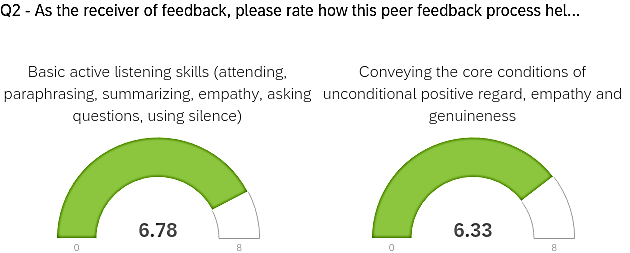 Q2 - As the receiver of feedback, please rate how this peer feedback process hel...
Basic active listening skills (attending,
paraphrasing, summarizing, empathy, asking
questions, using silence)
6.78
0
8
Conveying the core conditions of
unconditional positive regard, empathy and
genuineness
6.33
0
8